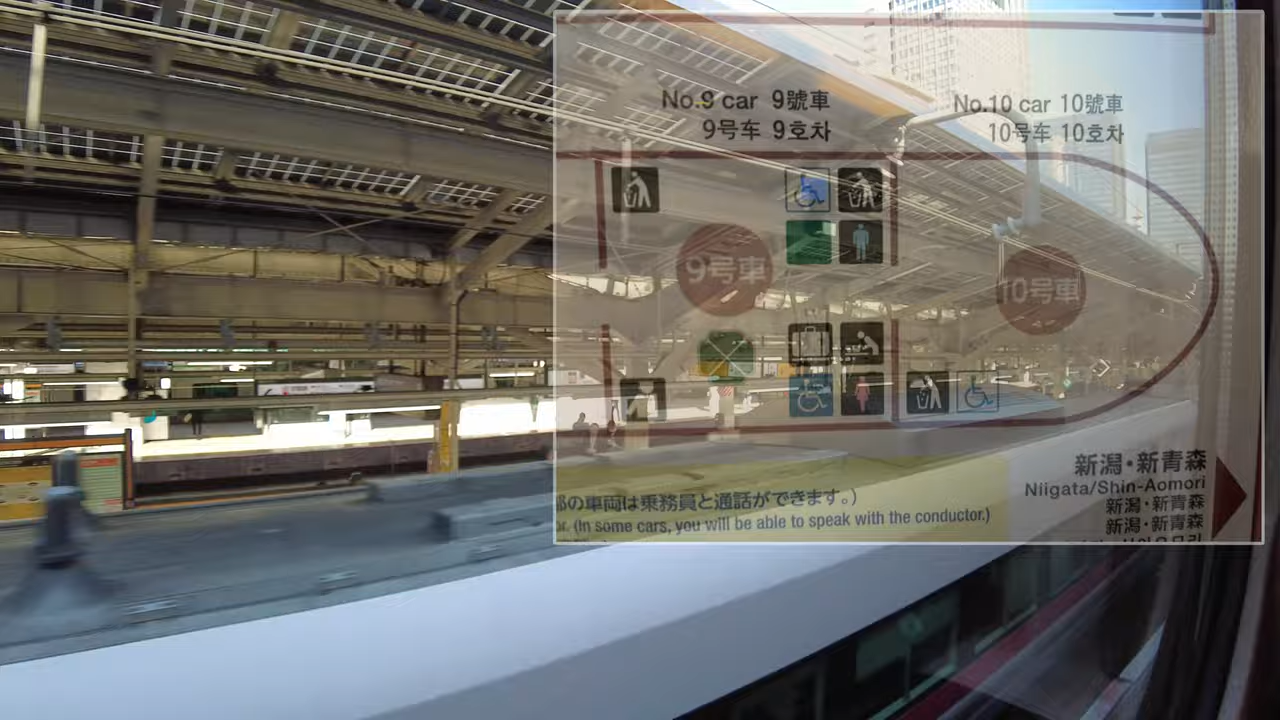 No.9 car 9號車
9号车 9호차
No.10 car 10號車
10号车 10호차
9号車
10号車
新潟・新青森
Niigata/Shin-Aomori
新潟・新青森
新潟・新青森
の車両は乗務員と通話ができます。)
(In some cars, you will be able to speak with the conductor.)